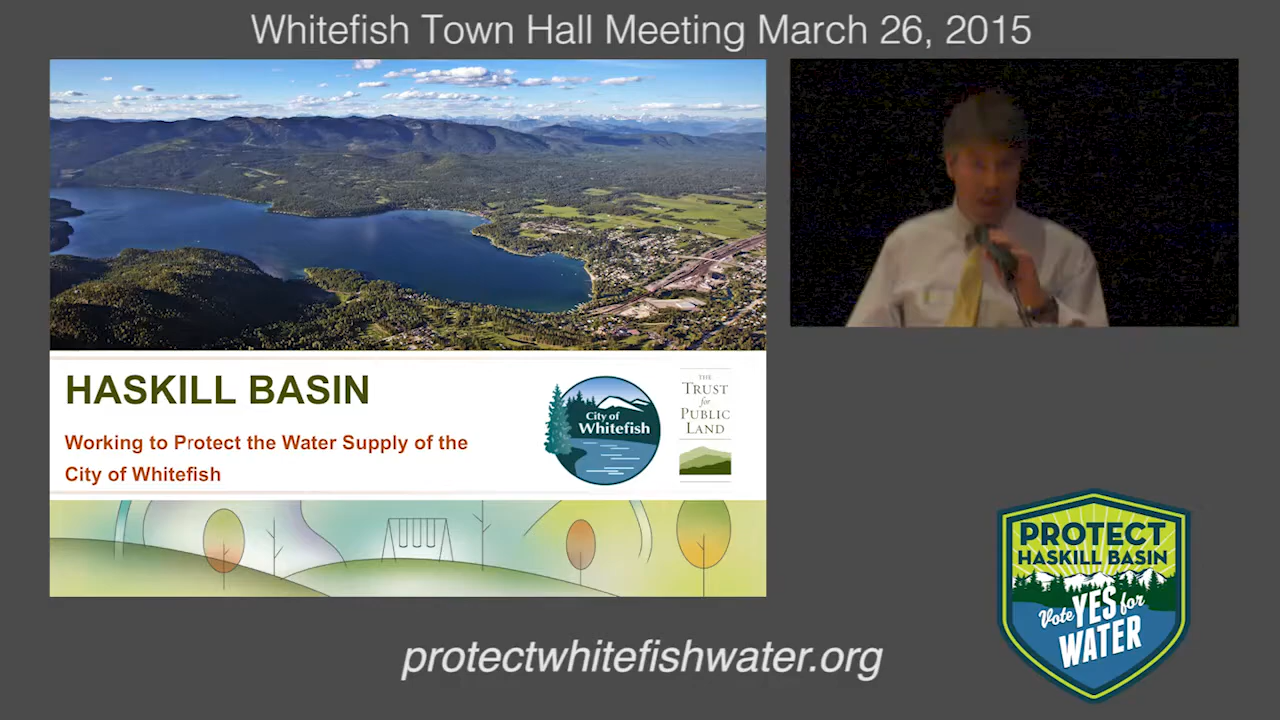 Whitefish Town Hall Meeting March 26, 2015
HASKILL BASIN
Working to Protect the Water Supply of the
City of Whitefish
City of
Whitefish
THE
TRUST
for
PUBLIC
LAND
PROTECT
HASKILL BASIN
Vote YES for
WATER
protectwhitefishwater.org